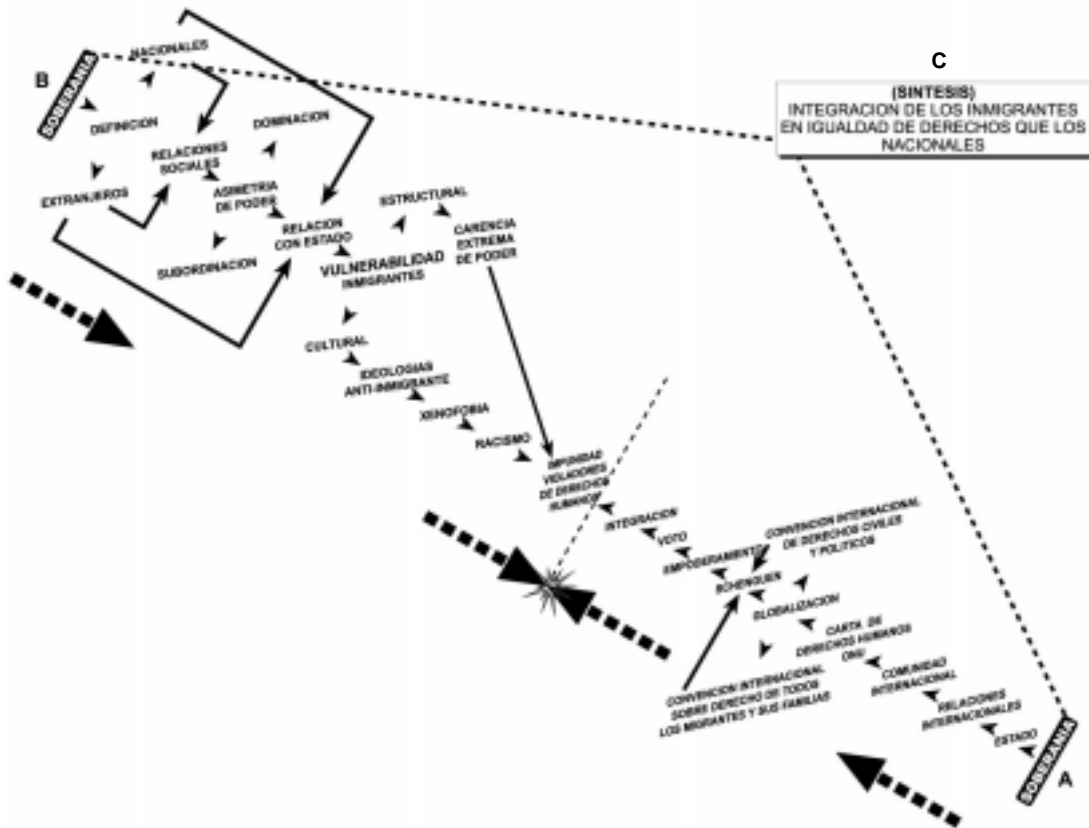 C
(SINTESIS)
INTEGRACION DE LOS INMIGRANTES
EN IGUALDAD DE DERECHOS QUE LOS
NACIONALES
B
SOBERANIA
NACIONALES
DEFINICION
DOMINACION
RELACIONES
SOCIALES
EXTRANJEROS
ASIMETRIA
DE PODER
SUBORDINACION
RELACION
CON ESTADO
ESTRUCTURAL
CARENCIA
EXTREMA
DE PODER
VULNERABILIDAD
INMIGRANTES
CULTURAL
IDEOLOGIAS
ANTI-INMIGRANTE
XENOFOBIA
RACISMO
IMPUNIDAD
VIOLADORES
DE DERECHOS
HUMANOS
INTEGRACION
VOTO
EMPODERAMIENTO
SCHENGUEN
CONVENCION INTERNACIONAL
DE DERECHOS CIVILES
Y POLITICOS
GLOBALIZACION
CARTA DE
DERECHOS HUMANOS
ONU
CONVENCION INTERNACIONAL
SOBRE DERECHO DE TODOS
LOS MIGRANTES Y SUS FAMILIAS
COMUNIDAD
INTERNACIONAL
RELACIONES
INTERNACIONALES
ESTADO
SOBERANIA
A